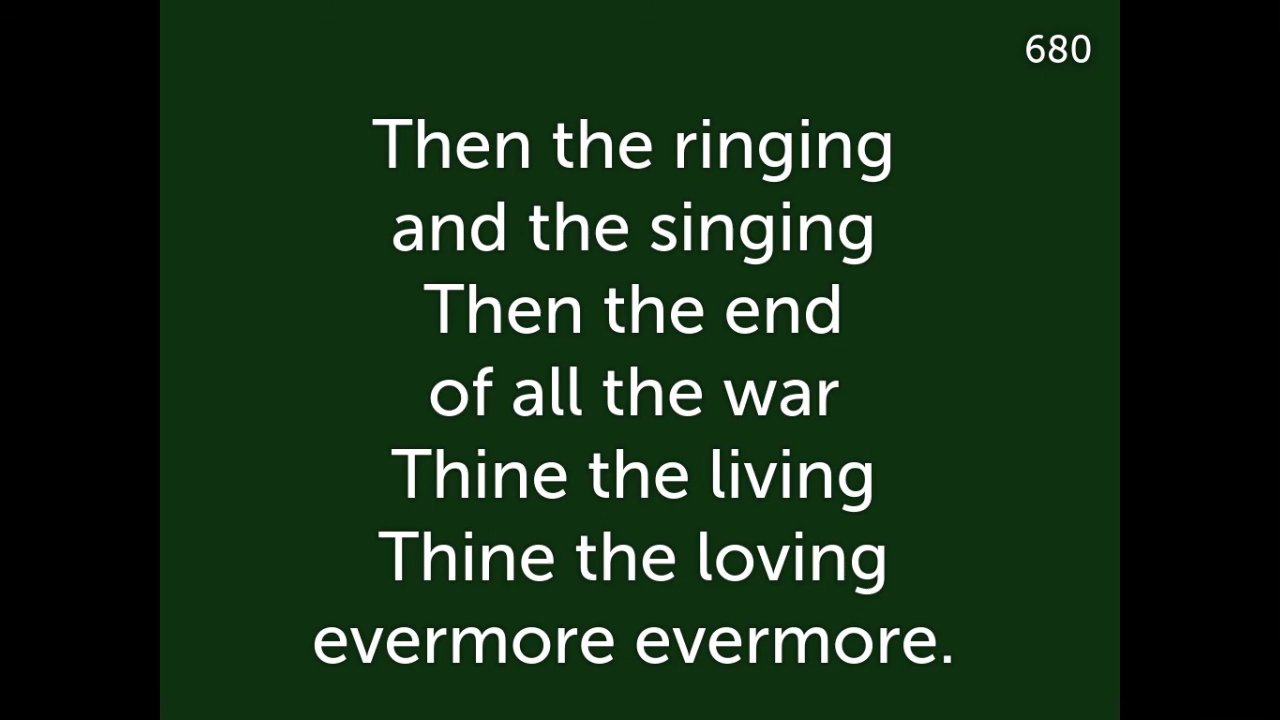 680
Then the ringing
and the singing
Then the end
of all the war
Thine the living
Thine the loving
evermore evermore.